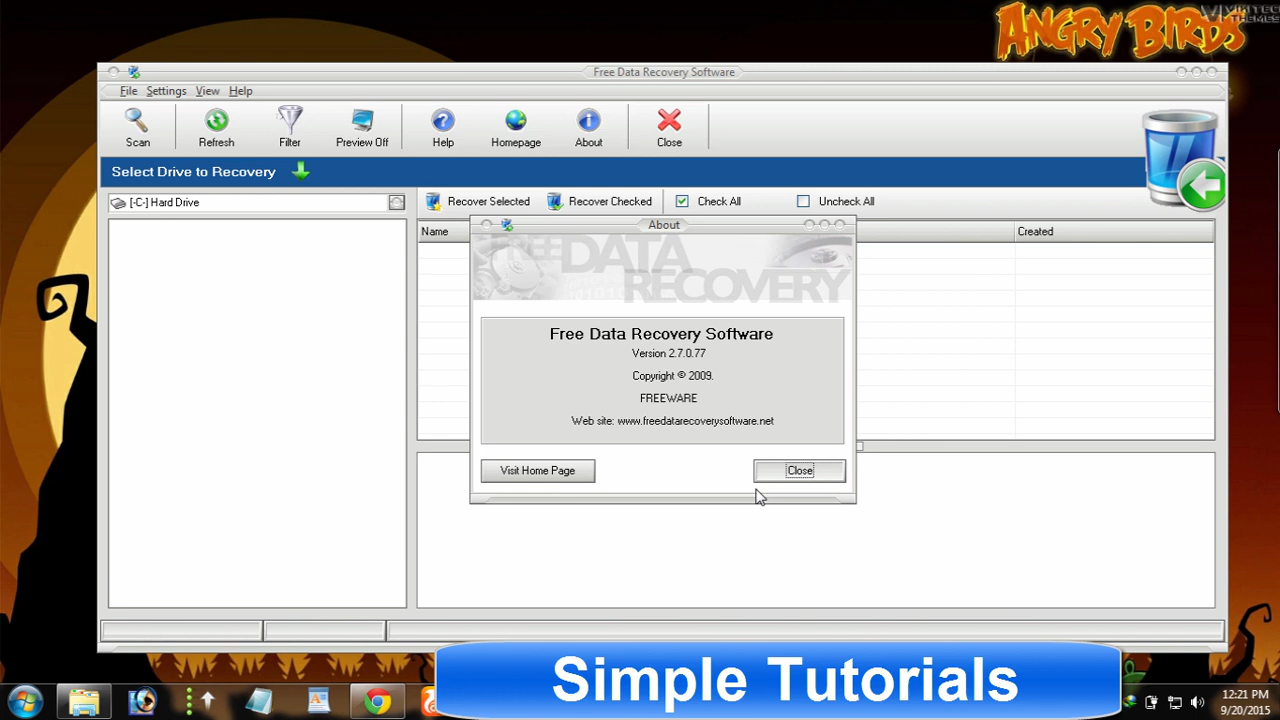 ANGRY BIRDS
VIKITECH
THEMES
Free Data Recovery Software
File Settings View Help
Scan Refresh Filter Preview Off Help Homepage About Close
Select Drive to Recovery
[-C-] Hard Drive
Recover Selected Recover Checked Check All Uncheck All
Name Created
About
FREE DATA
RECOVERY
Free Data Recovery Software
Version 2.7.0.77
Copyright © 2009.
FREEWARE
Web site: www.freedatarecoverysoftware.net
Visit Home Page Close
Simple Tutorials
12:21 PM
9/20/2015